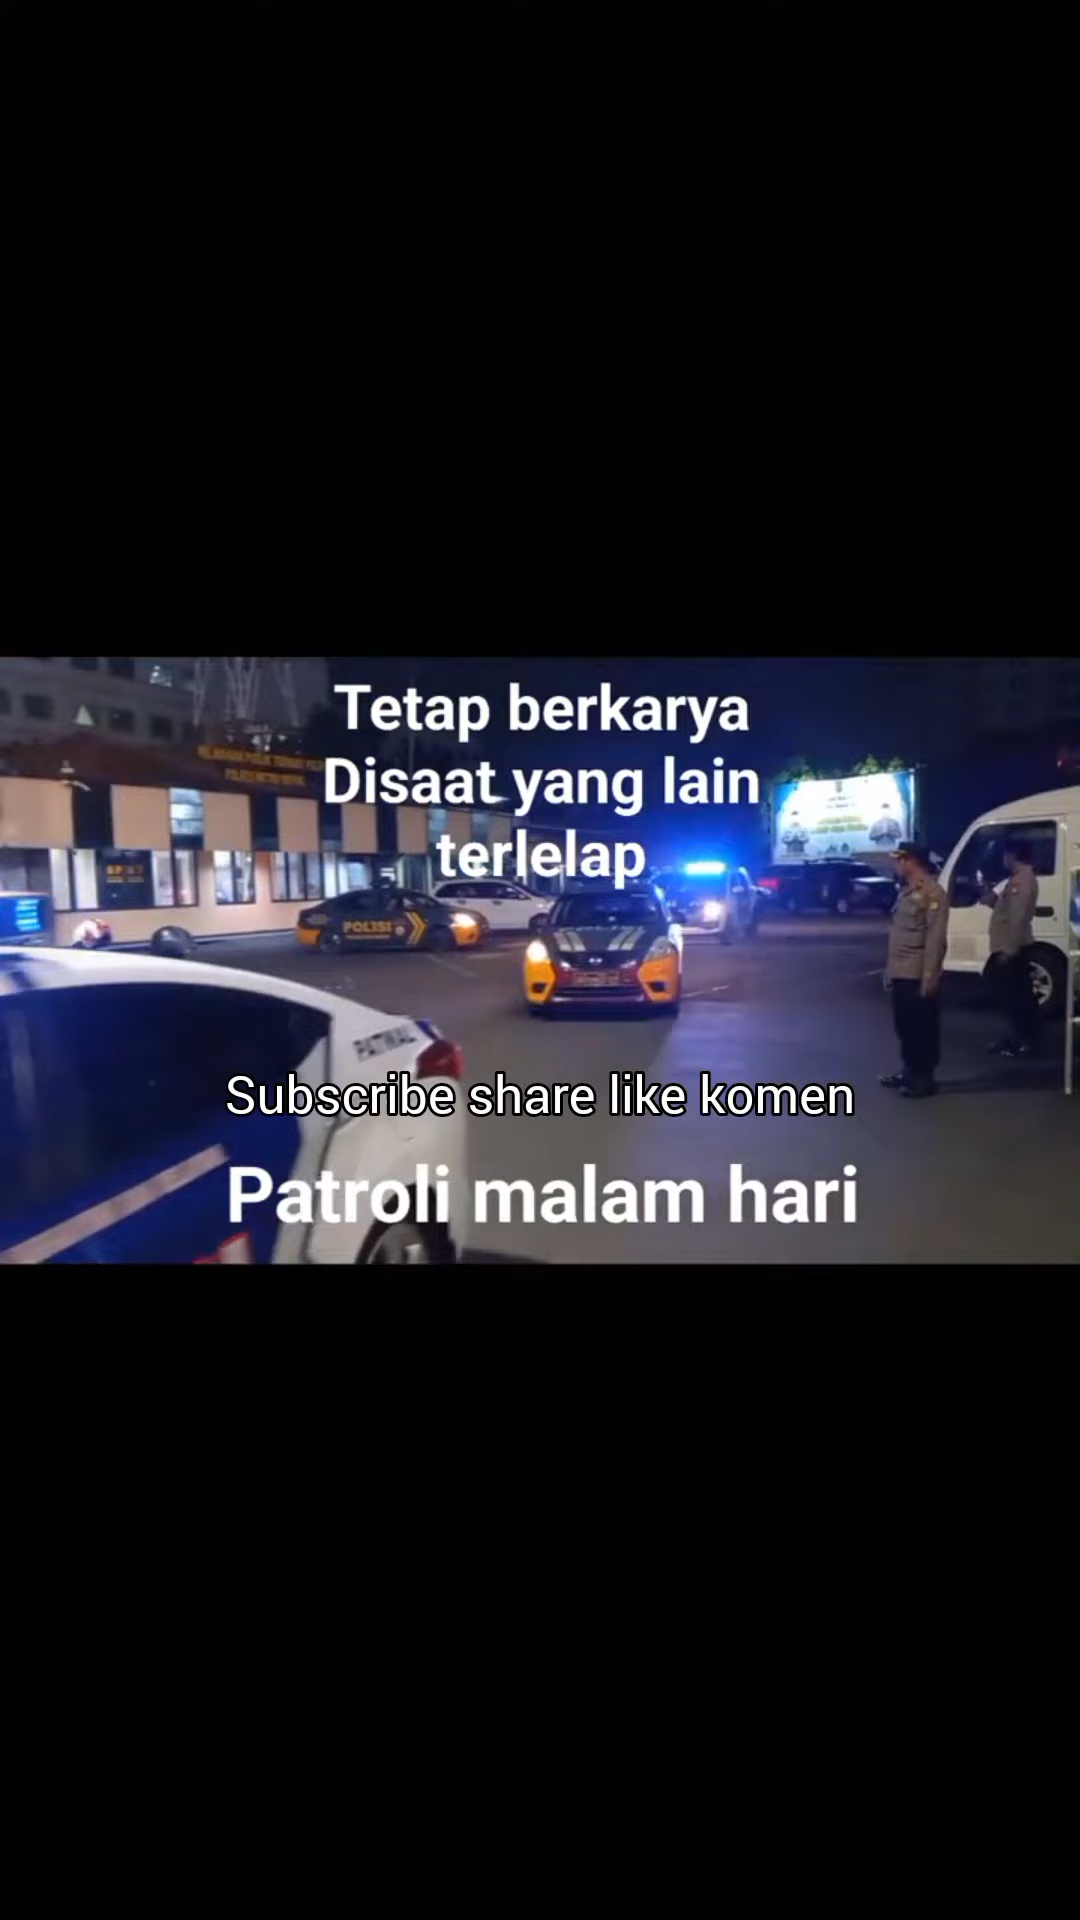 Tetap berkarya
Disaat yang lain
terlelap
POLISI
PATWAL
Subscribe share like komen
Patroli malam hari